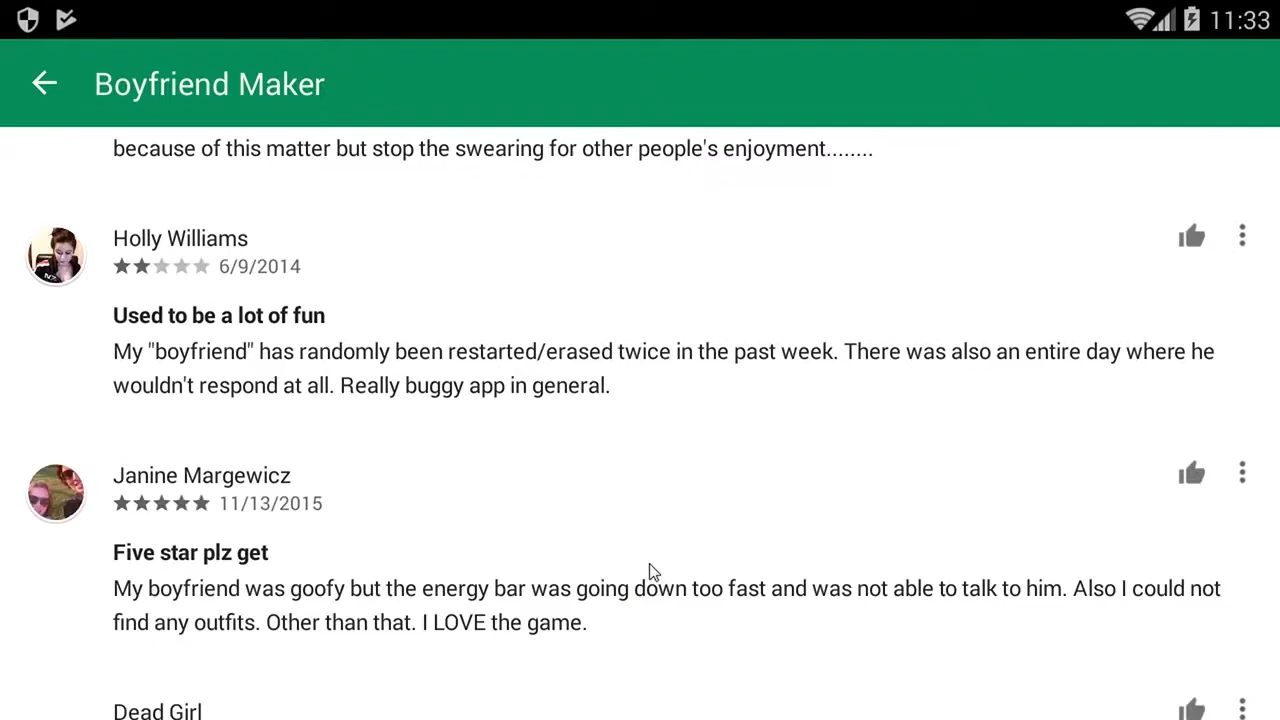 11:33
Boyfriend Maker
because of this matter but stop the swearing for other people's enjoyment........
Holly Williams
6/9/2014
Used to be a lot of fun
My "boyfriend" has randomly been restarted/erased twice in the past week. There was also an entire day where he
wouldn't respond at all. Really buggy app in general.
Janine Margewicz
11/13/2015
Five star plz get
My boyfriend was goofy but the energy bar was going down too fast and was not able to talk to him. Also I could not
find any outfits. Other than that. I LOVE the game.
Dead Girl